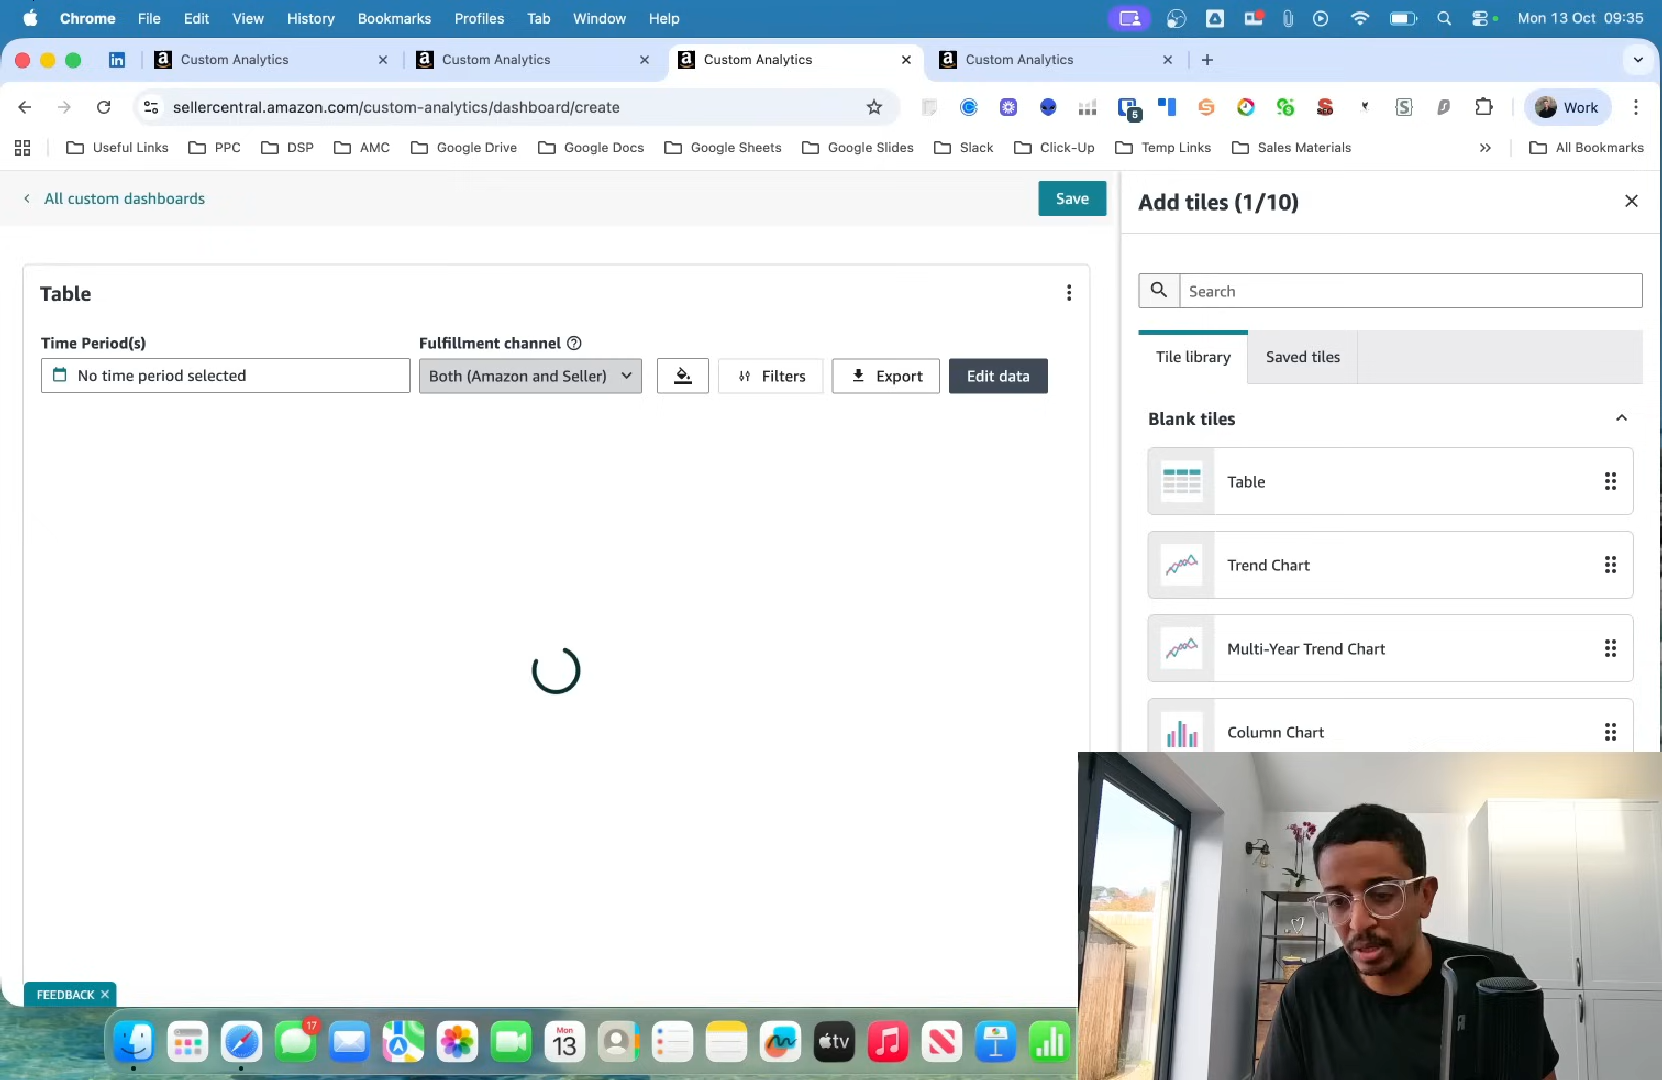 Chrome File Edit View History Bookmarks Profiles Tab Window Help Mon 13 Oct 09:35
Custom Analytics Custom Analytics Custom Analytics Custom Analytics
sellercentral.amazon.com/custom-analytics/dashboard/create 5 Work
Useful Links PPC DSP AMC Google Drive Google Docs Google Sheets Google Slides Slack Click-Up Temp Links Sales Materials All Bookmarks
All custom dashboards
Save
Add tiles (1/10)
Table
Search
Time Period(s) Fulfillment channel
No time period selected Both (Amazon and Seller) Filters Export Edit data
Tile library Saved tiles
Blank tiles
Table
Trend Chart
Multi-Year Trend Chart
Column Chart
FEEDBACK
17
Mon
13
tv